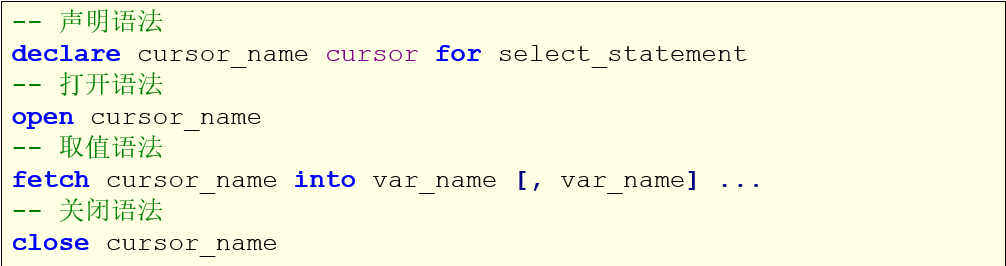 -- 声明语法
declare cursor_name cursor for select_statement
-- 打开语法
open cursor_name
-- 取值语法
fetch cursor_name into var_name [, var_name] ...
-- 关闭语法
close cursor_name